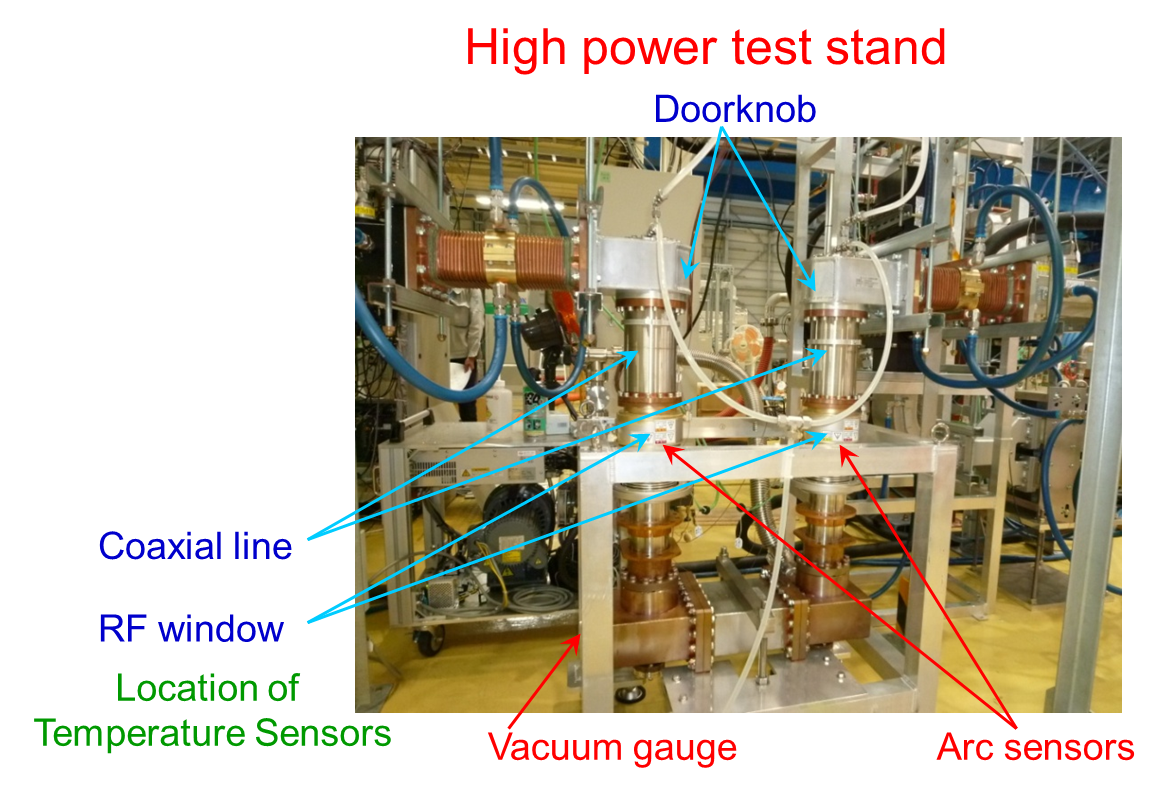 High power test stand
Doorknob
Coaxial line
RF window
Location of
Temperature Sensors
Vacuum gauge
Arc sensors